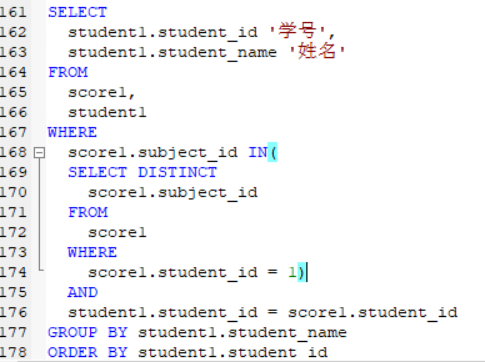 161 SELECT
162 student1.student_id '学号',
163 student1.student_name '姓名'
164 FROM
165 score1,
166 student1
167 WHERE
168 score1.subject_id IN(
169 SELECT DISTINCT
170 score1.subject_id
171 FROM
172 score1
173 WHERE
174 score1.student_id = 1)
175 AND
176 student1.student_id = score1.student_id
177 GROUP BY student1.student_name
178 ORDER BY student1.student_id